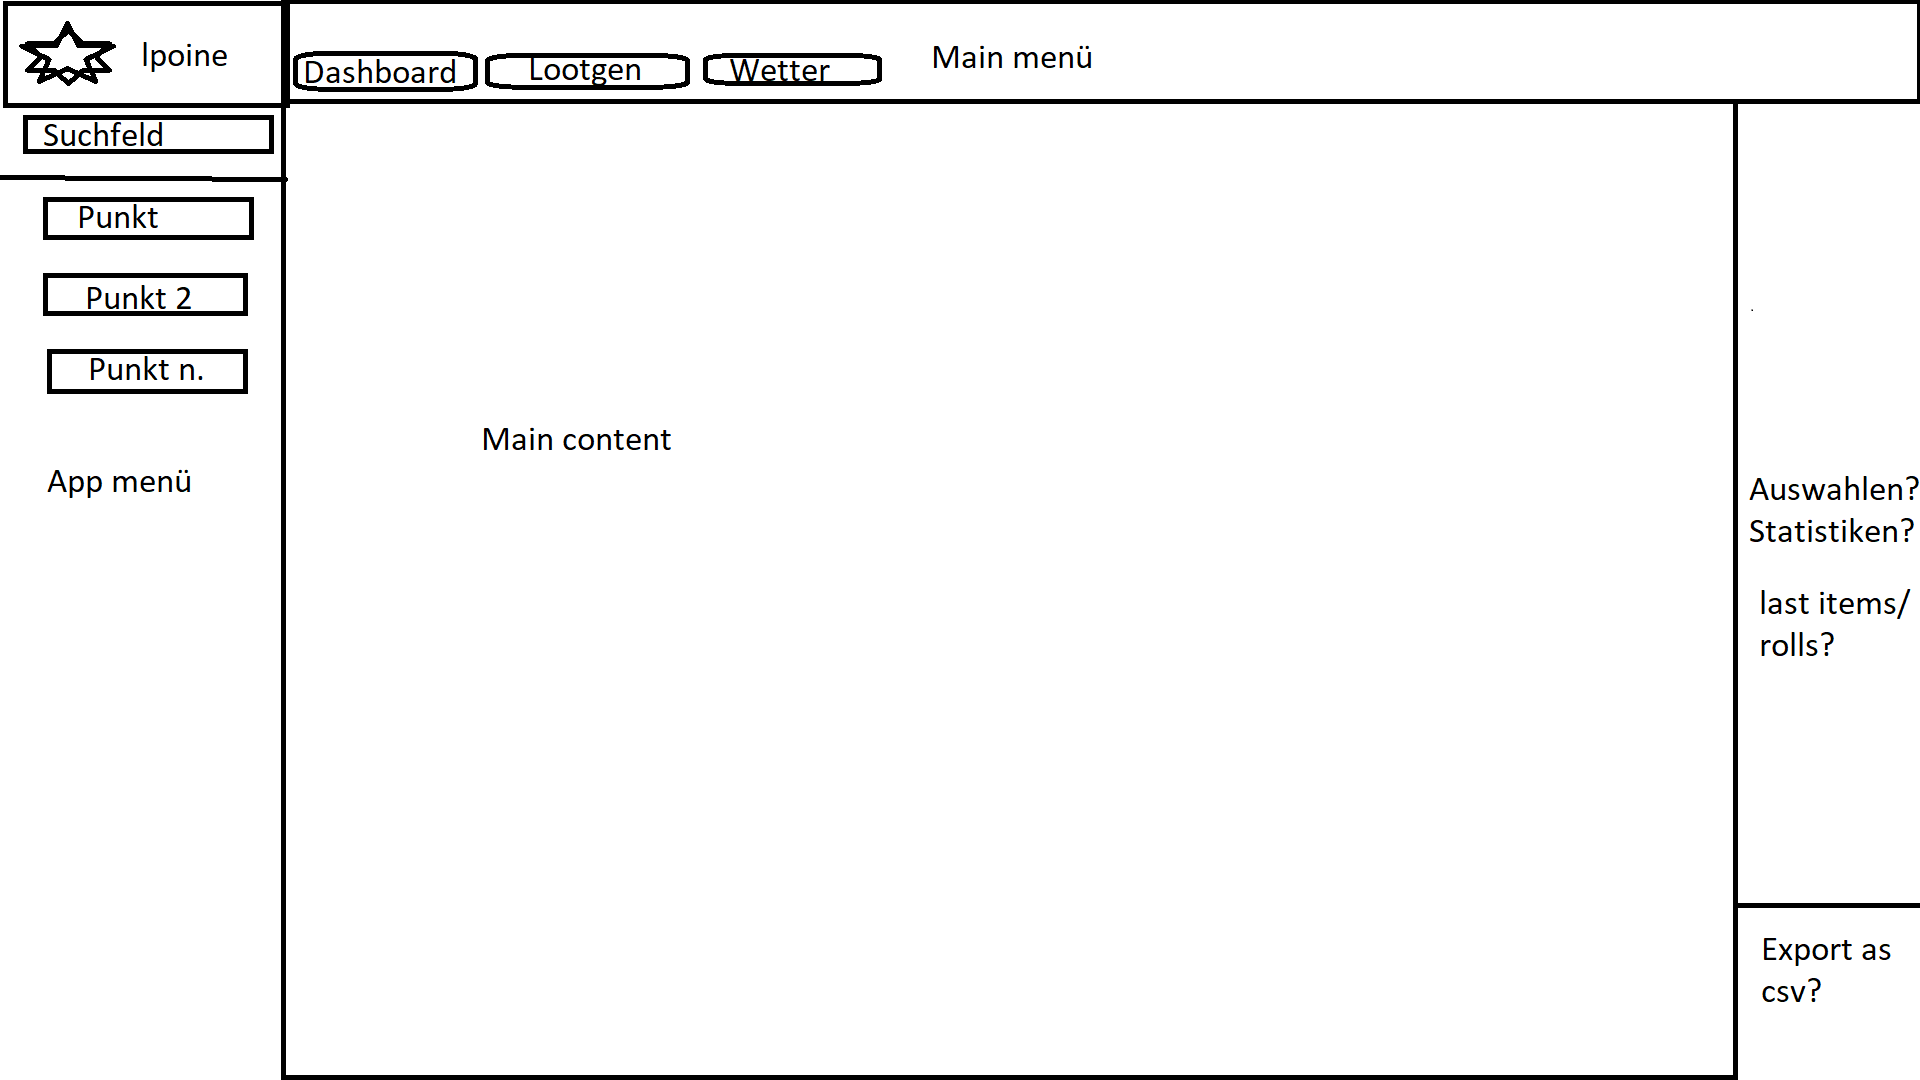 lpoine
Dashboard
Lootgen
Wetter
Main menü
Suchfeld
Punkt
Punkt 2
Punkt n.
App menü
Main content
Auswahlen?
Statistiken?
last items/
rolls?
Export as
csv?